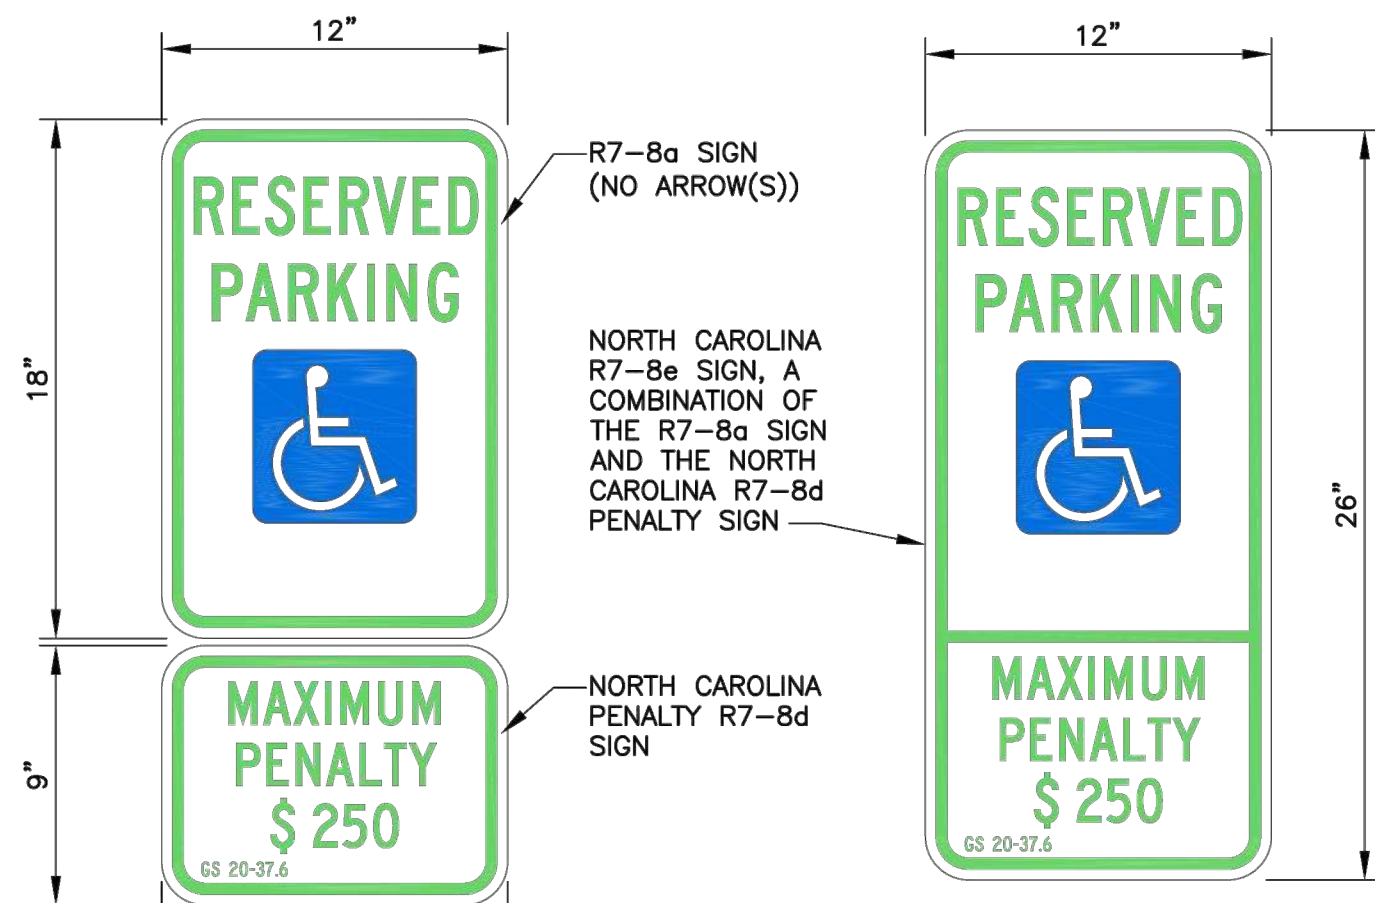 12”
18”
RESERVED
PARKING
R7-8a SIGN
(NO ARROW(S))
9”
MAXIMUM
PENALTY
$ 250
GS 20-37.6
NORTH CAROLINA
PENALTY R7-8d
SIGN
NORTH CAROLINA
R7-8e SIGN, A
COMBINATION OF
THE R7-8a SIGN
AND THE NORTH
CAROLINA R7-8d
PENALTY SIGN
12”
26”
RESERVED
PARKING
MAXIMUM
PENALTY
$ 250
GS 20-37.6